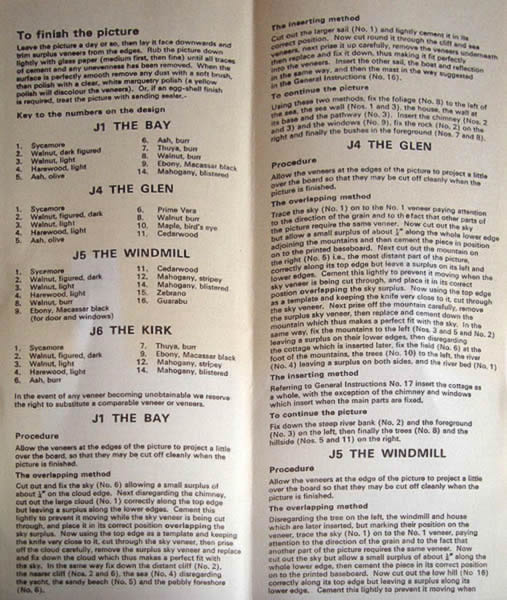 To finish the picture
Leave the picture a day or so, then lay it face downwards and
trim surplus veneers from the edges. Rub the picture down
lightly with glass paper (medium first, then fine) until all traces
of cement and any unevenness has been removed. When the
surface is perfectly smooth remove any dust with a soft brush,
then polish with a clear, white marquetry polish (a yellow
polish will discolour the veneers). Or, if an egg-shell finish
is required, treat the picture with sanding sealer.-
Key to the numbers on the design
J1 THE BAY
1. Sycamore
2. Walnut, figured dark
3. Walnut, light
4. Harewood, light
5. Ash, olive
6. Aah, burr
7. Thuya, burr
8. Walnut, burr
9. Ebony, Macassar black
14. Mahogany, blistered
J4 THE GLEN
1. Sycamore
2. Walnut, figured, dark
3. Walnut, light
4. Harewood, light
5. Ash, olive
6. Prime Vera
8. Walnut burr
10. Maple, bird's eye
11. Cedarwood
J5 THE WINDMILL
1. Sycamore
2. Walnut, figured, dark
3. Walnut, light
4. Harewood, light
8. Walnut, burr
9. Ebony, Macassar black
(for door and windows)
11. Cedarwood
12. Mahogany, stripey
14. Mahogany, blistered
15. Zebrano
16. Guarabu
J6 THE KIRK
1. Sycamore
2. Walnut, figured, dark
3. Walnut, light
4. Harewood, light
6. Ash, burr
7. Thuya, burr
9. Ebony, Macassar black
12. Mahogany, stripey
14. Mahogany, blistered
In the event of any veneer becoming unobtainable we reserve
the right to substitute a comparable veneer or veneers.
J1 THE BAY
Procedure
Allow the veneers at the edges of the picture to project a little
over the board, so that they may be cut off cleanly when the
picture is finished.
The overlapping method
Cut out and fix the sky (No. 6) allowing a small surplus of
about ¼" on the cloud edge. Next disregarding the chimney,
cut out the large cloud (No. 1) correctly along the top edge
but leaving a surplus along the lower edges. Cement this
lightly to prevent it moving while the sky veneer is being cut
through, and place it in its correct position overlapping the
sky surplus. Now using the top edge as a template and keeping
the knife very close to it, cut through the sky veneer, then prise
off the cloud carefully, remove the surplus sky veneer and replace
and fix down the cloud which thus makes a perfect fit with
the sky. In the same way fix down the distant cliff (No. 2),
the nearer cliff (Nos. 2 and 6), the sea (No. 4) disregarding
the yacht, the sandy beech (No. 5) and the pebbly foreshore
(No. 6).
The inserting method
Cut out the larger sail (No. 1) and lightly cement it in its
correct position. Now cut round it through the cliff and sea
veneers, next prise it up carefully, remove the veneers underneath
then replace and fix it down, thus making it fit perfectly
into the veneers. Insert the other sail, the boat and reflection
in the same way, and then the mast in the way suggested
in the General Instructions (No. 16).
To continue the picture
Using these two methods, fix the foliage (No. 8) to the left of
the sea, the sea wall (Nos. 1 and 3), the house, the wall at
its base and the pathway (No. 3). Insert the chimney (Nos. 2
and 3) and the windows (No. 9), fix the rock (No. 2) on the
right and finally the bushes in the foreground (Nos. 7 and 8).
J4 THE GLEN
Procedure
Allow the veneers at the edges of the picture to project a little
over the board so that they may be cut off cleanly when the
picture is finished.
The overlapping method
Trace the sky (No. 1) on to the No. 1 veneer paying attention
to the direction of the grain and to the fact that other parts of
the picture require the same veneer. Now cut out the sky
but allow a small surplus of about ¼" along the whole lower edge
adjoining the mountains and then cement the piece in position
on to the printed baseboard. Next cut out the mountain on
the right (No. 5) i.e., the most distant part of the picture,
correctly along its top edge but leave a surplus on its left and
lower edges. Cement this lightly to prevent it moving when the
sky veneer is being cut through, and place it in its correct
position overlapping the sky surplus. Now using the top edge
as a template and keeping the knife very close to it, cut through
the sky veneer. Next prise off the mountain carefully, remove
the surplus sky veneer, then replace and cement down the
mountain which thus makes a perfect fit with the sky. In the
same way, fix the mountains to the left (Nos. 3 and 5 and No. 2)
leaving a surplus on their lower edges, then disregarding
the cottage which is inserted later, fix the field (No. 6) at the
foot of the mountains, the trees (No. 10) to the left, the river
(No. 4) leaving a surplus on both sides, and the river bed (No. 1)
The inserting method
Referring to General Instructions No. 17 insert the cottage as
a whole, with the exception of the chimney and windows
which insert when the main parts are fixed.
To continue the picture
Fix down the steep river bank (No. 2) and the foreground
(No. 3) on the left, then finally the trees (No. 8) and the
hillside (Nos. 5 and 11) on the right.
J5 THE WINDMILL
Procedure
Allow the veneers at the edge of the picture to project a little
over the board so that they may be cut off cleanly when the
picture is finished.
The overlapping method
Disregarding the tree on the left, the windmill and house
which are later inserted, but marking their position on the
veneer, trace the sky (No. 1) on to the No. 1 veneer, paying
attention to the direction of the grain and to the fact that
another part of the picture requires the same veneer. Now
cut out the sky but allow a small surplus of about ¼" along the
whole lower edge, then cement the piece in its correct position
on to the printed baseboard. Now cut out the low hill (No 16)
correctly along its top edge but leaving a surplus along its
lower edge. Cement this lightly to prevent it moving when